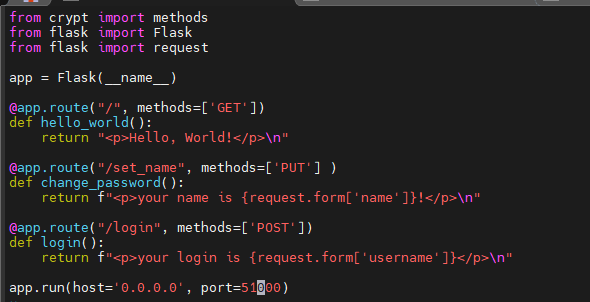 from crypt import methods
from flask import Flask
from flask import request

app = Flask(__name__)

@app.route("/", methods=['GET'])
def hello_world():
    return "<p>Hello, World!</p>\n"

@app.route("/set_name", methods=['PUT'] )
def change_password():
    return f"<p>your name is {request.form['name']}!</p>\n"

@app.route("/login", methods=['POST'])
def login():
    return f"<p>your login is {request.form['username']}</p>\n"

app.run(host='0.0.0.0', port=51000)